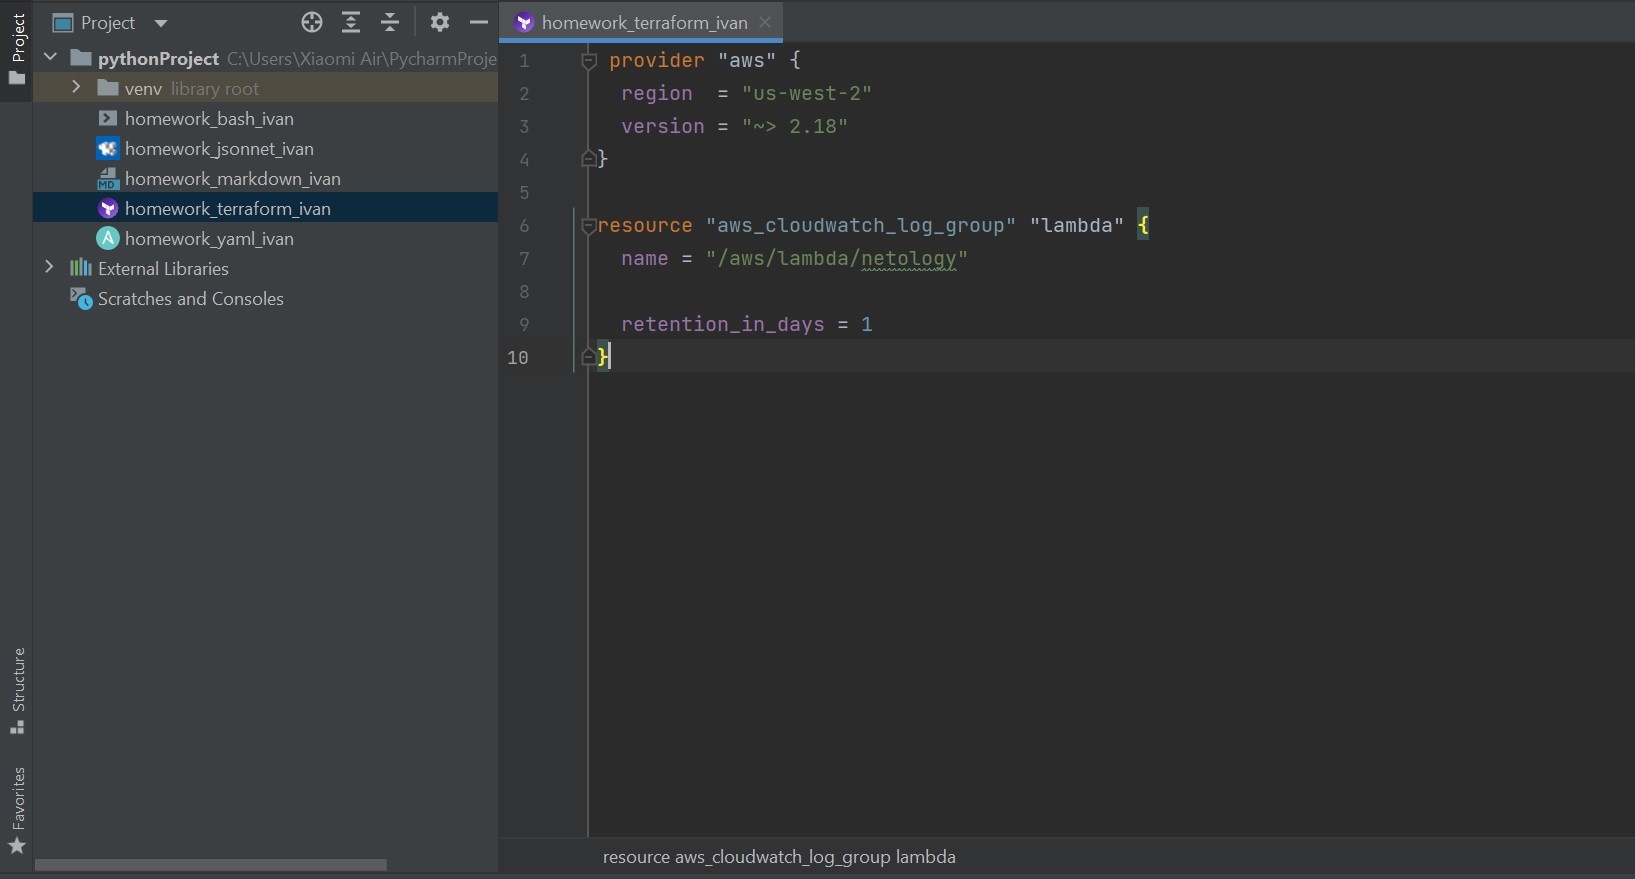 Project
Structure
Favorites
Project
pythonProject C:\Users\Xiaomi Air\PycharmProje
venv library root
homework_bash_ivan
homework_jsonnet_ivan
MD homework_markdown_ivan
homework_terraform_ivan
A homework_yaml_ivan
External Libraries
Scratches and Consoles
homework_terraform_ivan
1 provider "aws" {
2 region = "us-west-2"
3 version = "~> 2.18"
4 }
5
6 resource "aws_cloudwatch_log_group" "lambda" {
7 name = "/aws/lambda/netology"
8
9 retention_in_days = 1
10 }
resource aws_cloudwatch_log_group lambda